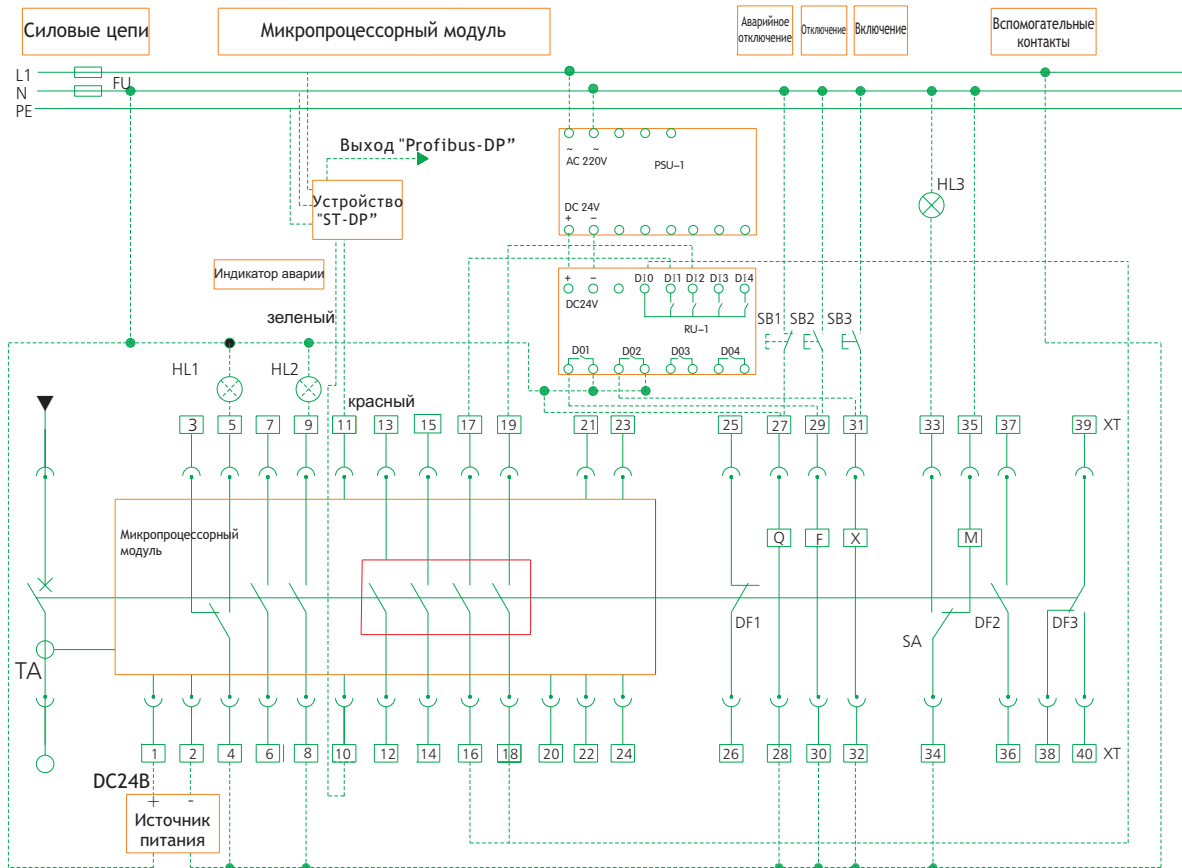 Силовые цепи
Микропроцессорный модуль
Аварийное
отключение
Отключение
Включение
Вспомогательные
контакты
L1
FU
N
PE
Выход "Profibus-DP”
~ ~
AC 220V
PSU–1
DC 24V
+ –
Устройство
"ST-DP”
HL3
Индикатор аварии
+ – DI0 DI1 DI2 DI3 DI4
DC24V
RU–1
зеленый
SB1 SB2 SB3
D01 D02 D03 D04
HL1 HL2
красный
3 5 7 9 11 13 15 17 19 21 23 25 27 29 31 33 35 37 39 XT
Микропроцессорный
модуль
Q F X M
DF1 SA DF2 DF3
TA
1 2 4 6 8 10 12 14 16 18 20 22 24 26 28 30 32 34 36 38 40 XT
DC24В
+ -
Источник
питания